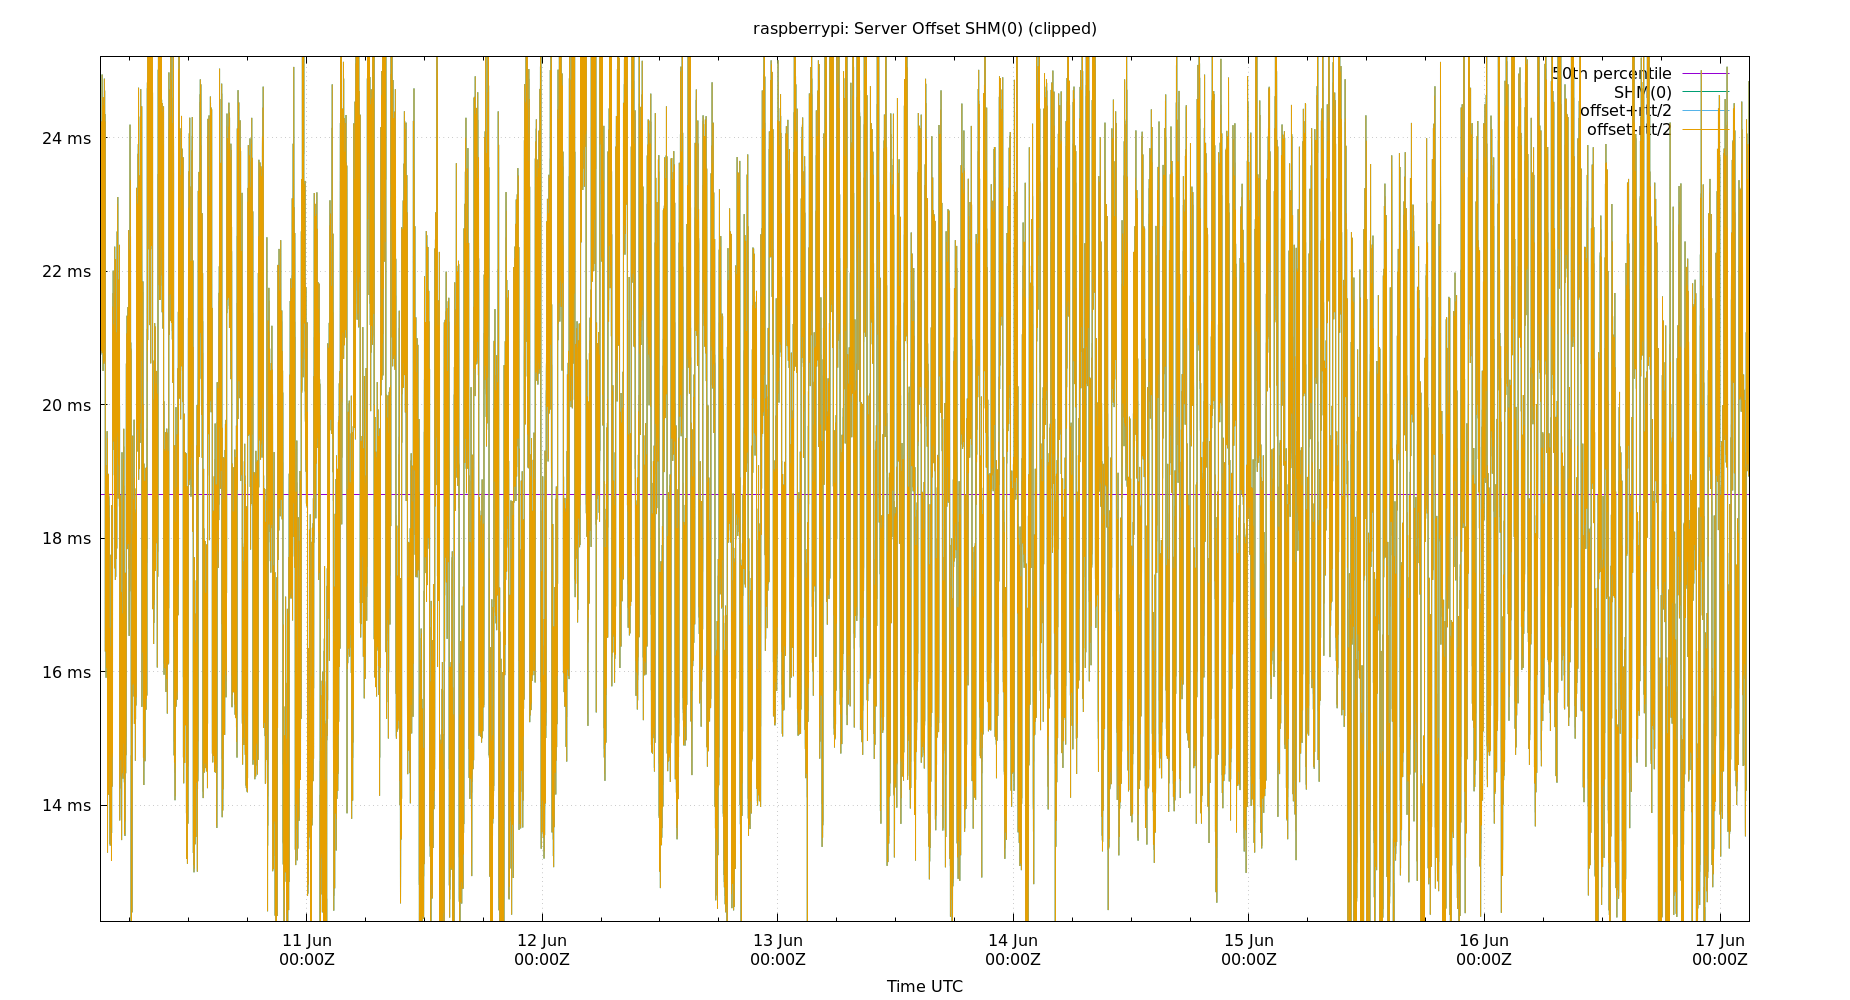 raspberrypi: Server Offset SHM(0) (clipped)
50th percentile
SHM(0)
offset+rtt/2
offset-rtt/2
24 ms
22 ms
20 ms
18 ms
16 ms
14 ms
11 Jun 12 Jun 13 Jun 14 Jun 15 Jun 16 Jun 17 Jun
00:00Z 00:00Z 00:00Z 00:00Z 00:00Z 00:00Z 00:00Z
Time UTC